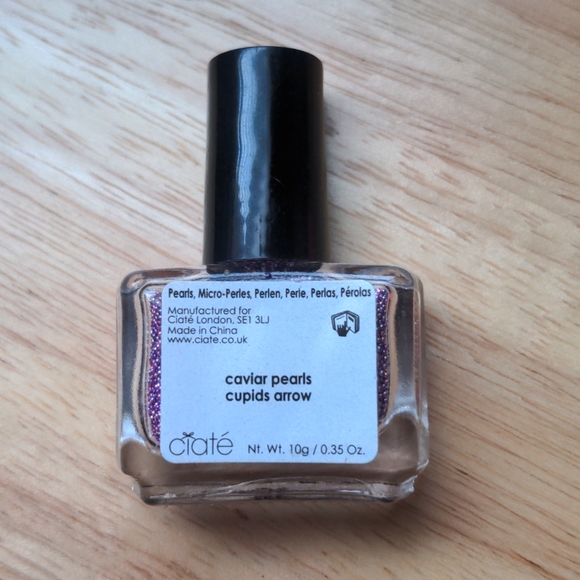 Pearls, Micro-Perles, Perlen, Perle, Perlas, Pérolas
Manufactured for
Ciaté London, SE1 3LJ
Made in China
www.ciate.co.uk
caviar pearls
cupids arrow
ciaté
Nt. Wt. 10g / 0.35 Oz.